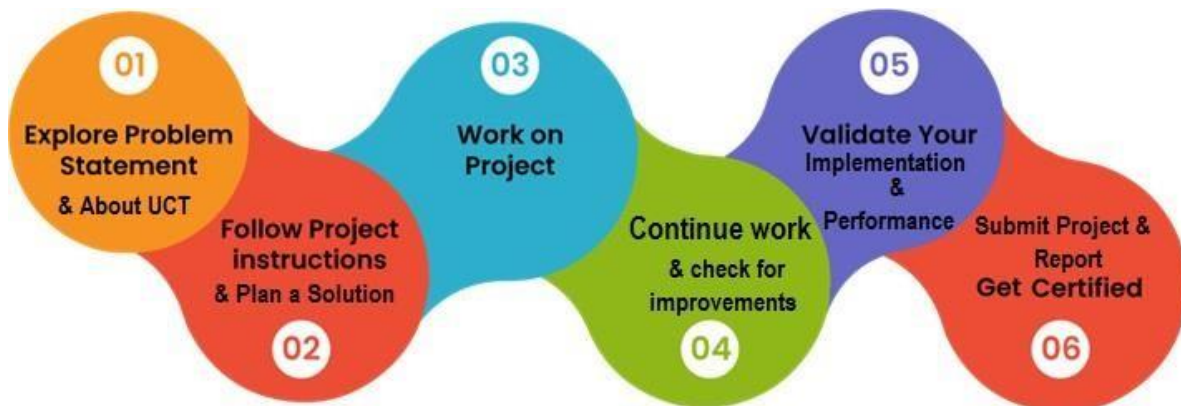 01
Explore Problem
Statement
& About UCT
Follow Project
instructions
& Plan a Solution
02
03
Work on
Project
Continue work
& check for
improvements
04
05
Validate Your
Implementation
&
Performance
Submit Project &
Report
Get Certified
06